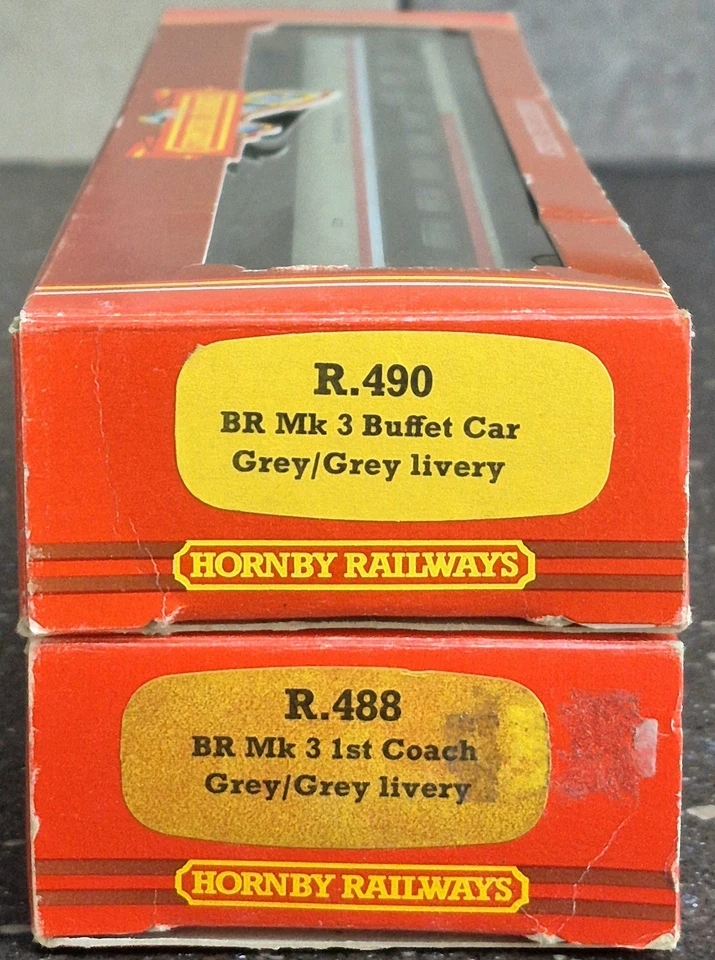 R.490
BR Mk 3 Buffet Car
Grey/Grey livery
HORNBY RAILWAYS
R.488
BR Mk 3 1st Coach
Grey/Grey livery
HORNBY RAILWAYS